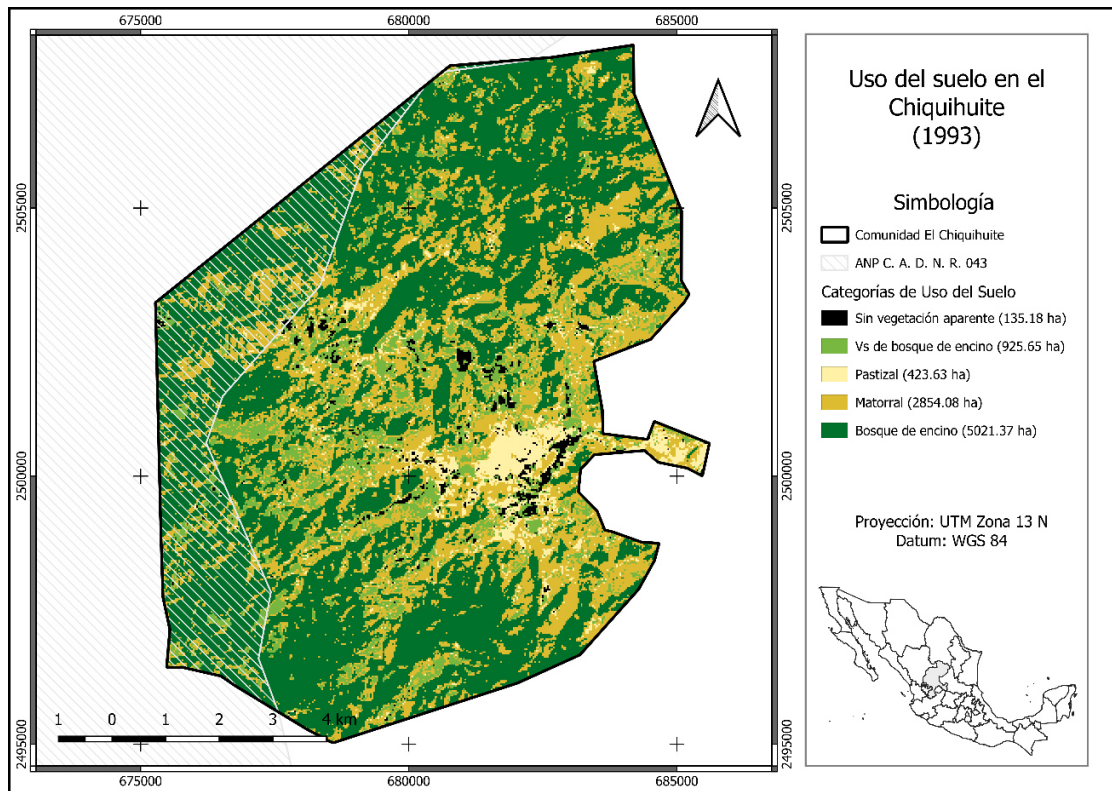 675000
680000
685000
2505000
2500000
2495000
2505000
2500000
2495000
1
0
1
2
3
4 km
675000
680000
685000
Uso del suelo en el
Chiquihuite
(1993)
Simbología
Comunidad El Chiquihuite
ANP C. A. D. N. R. 043
Categorías de Uso del Suelo
Sin vegetación aparente (135.18 ha)
Vs de bosque de encino (925.65 ha)
Pastizal (423.63 ha)
Matorral (2854.08 ha)
Bosque de encino (5021.37 ha)
Proyección: UTM Zona 13 N
Datum: WGS 84